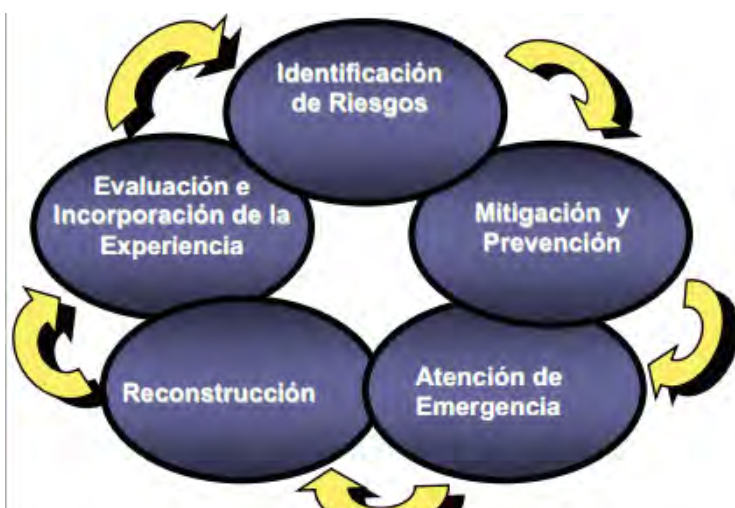 Identificación
de Riesgos
Mitigación y
Prevención
Atención de
Emergencia
Reconstrucción
Evaluación e
Incorporación de la
Experiencia